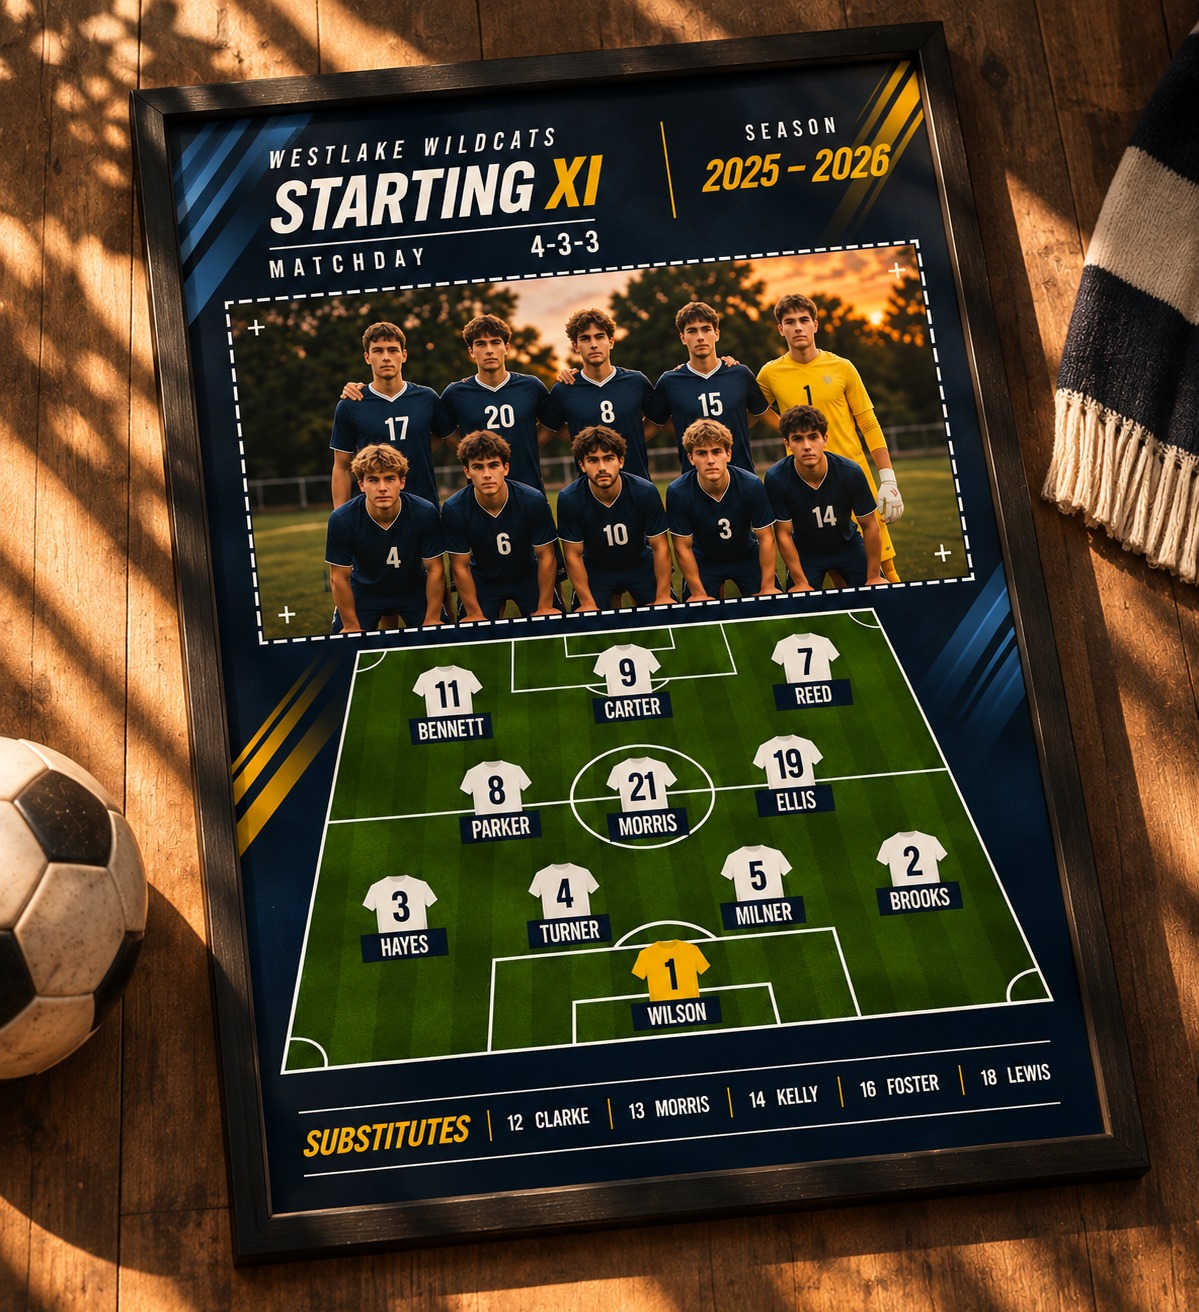 WESTLAKE WILDCATS
STARTING XI
MATCHDAY 4-3-3
SEASON
2025 – 2026
17 20 8 15 1
4 6 10 3 14
11 9 7
BENNETT CARTER REED
8 21 19
PARKER MORRIS ELLIS
3 4 5 2
HAYES TURNER MILNER BROOKS
1
WILSON
SUBSTITUTES 12 CLARKE 13 MORRIS 14 KELLY 16 FOSTER 18 LEWIS